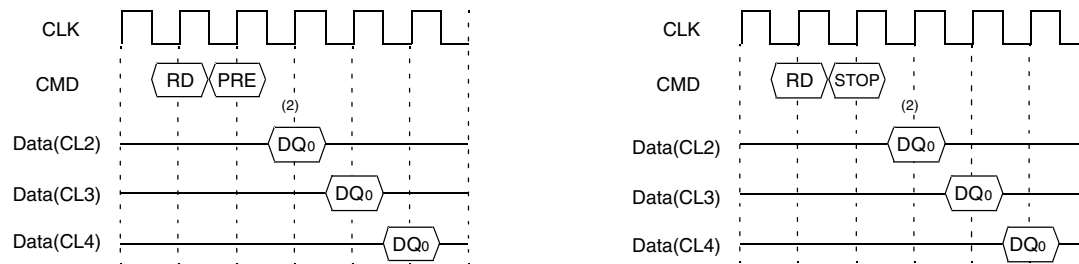 CLK
CMD RD PRE
(2)
Data(CL2) DQ0
Data(CL3) DQ0
Data(CL4) DQ0
CLK
CMD RD STOP
(2)
Data(CL2) DQ0
Data(CL3) DQ0
Data(CL4) DQ0